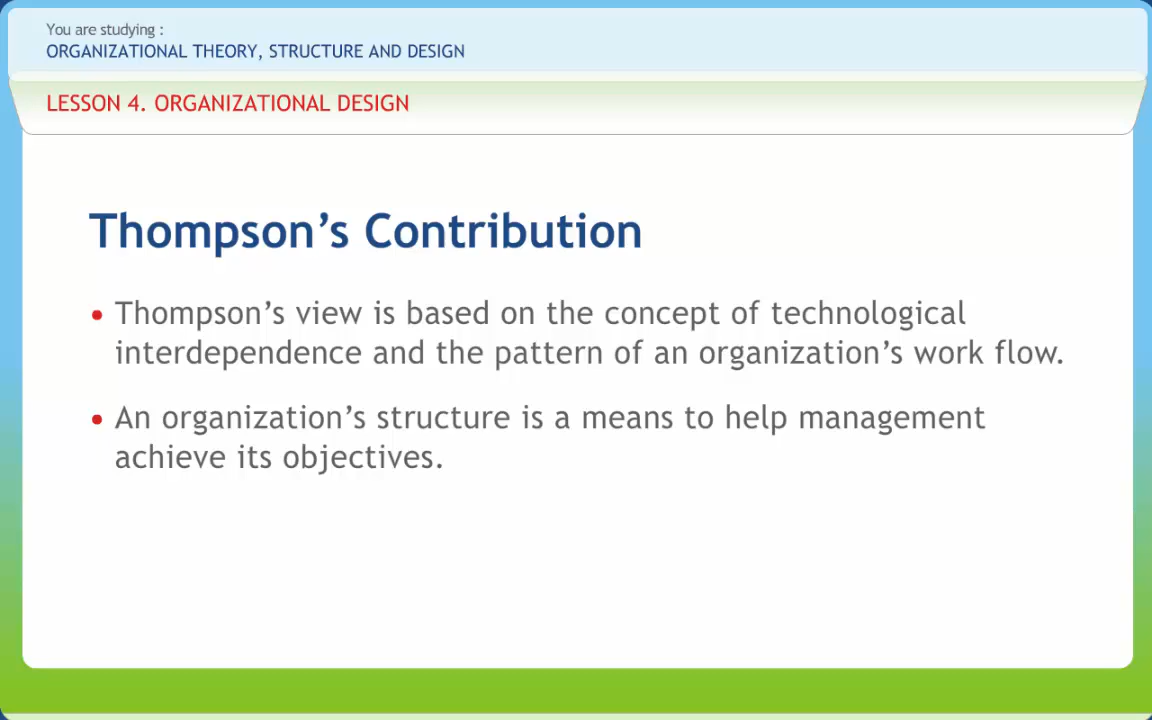 You are studying :
ORGANIZATIONAL THEORY, STRUCTURE AND DESIGN
LESSON 4. ORGANIZATIONAL DESIGN
Thompson’s Contribution
• Thompson’s view is based on the concept of technological
interdependence and the pattern of an organization’s work flow.
• An organization’s structure is a means to help management
achieve its objectives.